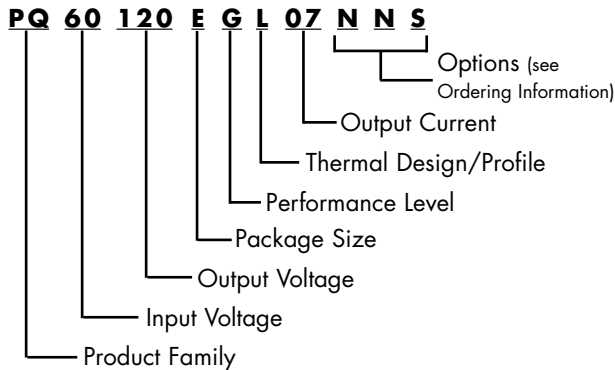 PQ 60 120 E G L 07 N N S
Options (see
Ordering Information)
Output Current
Thermal Design/Profile
Performance Level
Package Size
Output Voltage
Input Voltage
Product Family